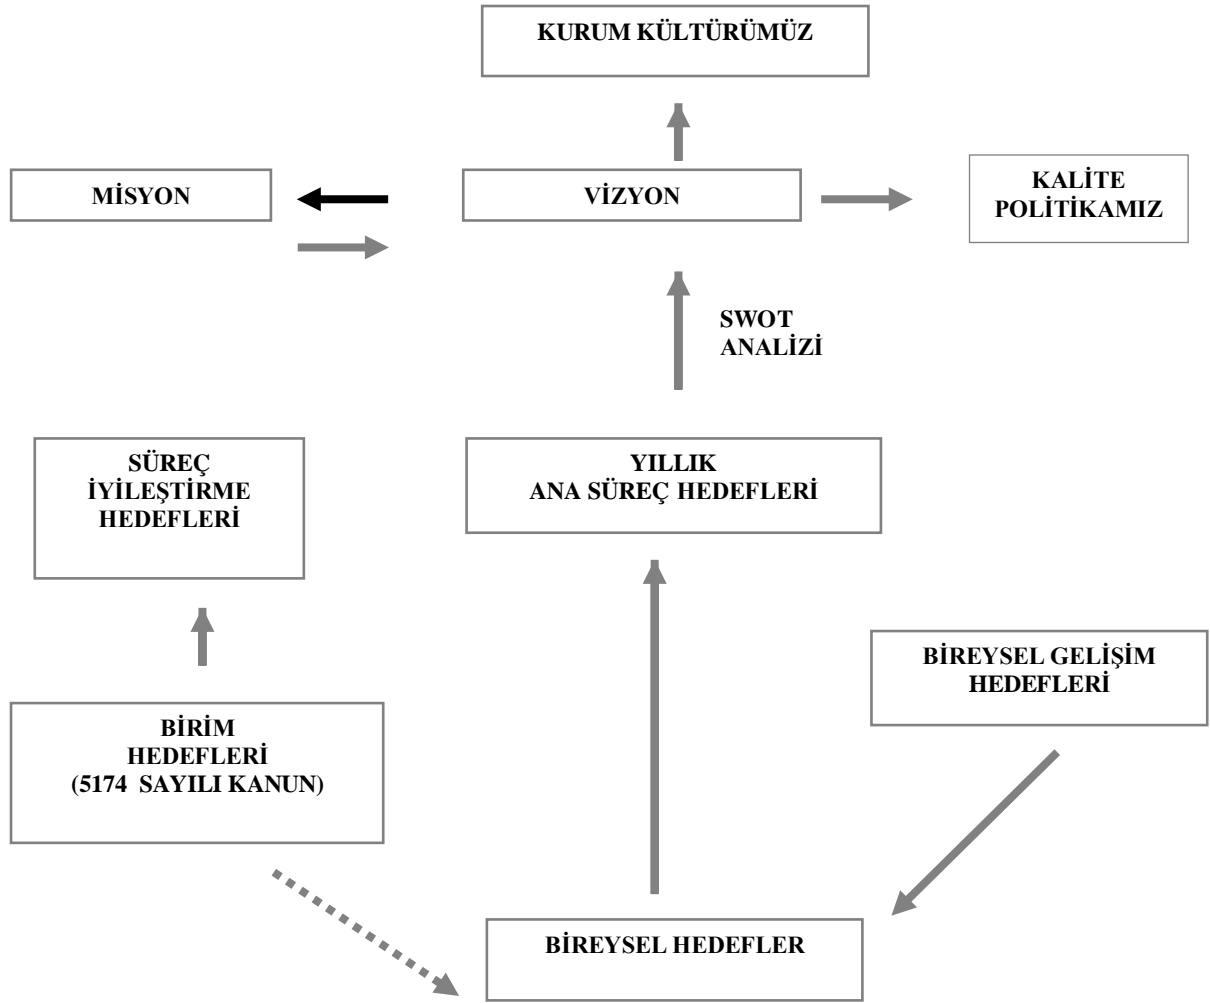 KURUM KÜLTÜRÜMÜZ
MİSYON
VİZYON
KALİTE
POLİTİKAMIZ
SWOT
ANALİZİ
SÜREÇ
İYİLEŞTİRME
HEDEFLERİ
YILLIK
ANA SÜREÇ HEDEFLERİ
BİREYSEL GELİŞİM
HEDEFLERİ
BİRİM
HEDEFLERİ
(5174 SAYILI KANUN)
BİREYSEL HEDEFLER